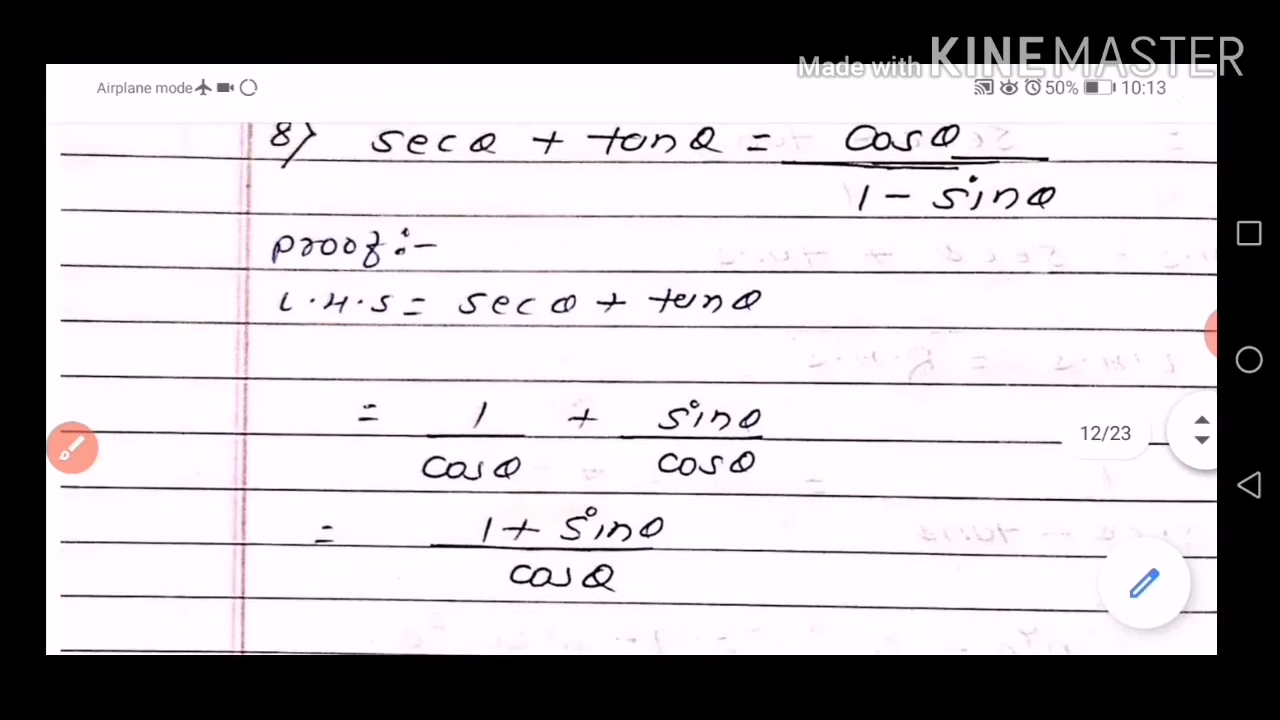 Made with KINEMASTER
Airplane mode 50% 10:13
8) secθ + tanθ = cosθ
1 - sinθ
proof :-
L.H.S = secθ + tanθ
= 1 + sinθ
cosθ cosθ
12/23
= 1 + sinθ
cosθ